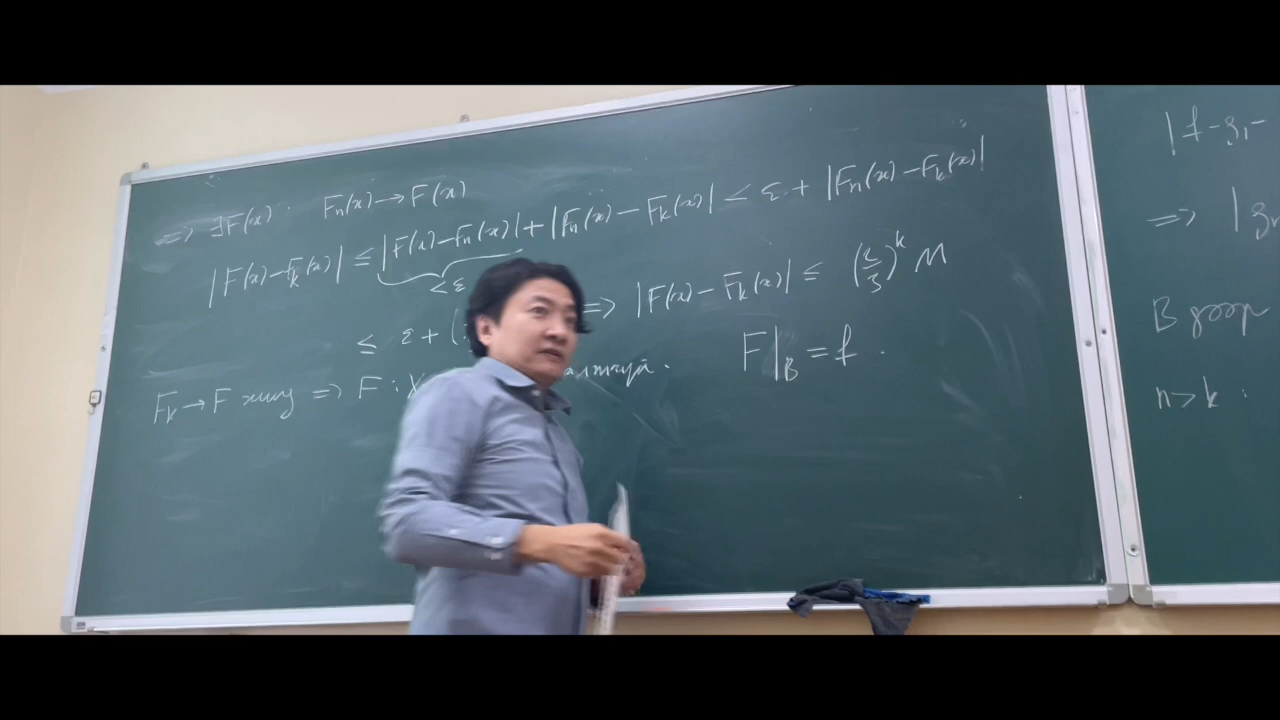 => ∃F(x). Fn(x) → F(x)
|F(x) − Fk(x)| ≤ |F(x) − Fn(x)| + |Fn(x) − Fk(x)| < ε + |Fn(x) − Fk(x)|
< ε
≤ ε + ( => |F(x) − Fk(x)| ≤ (2/3)^k M
Fk → F => F :
F|_B = f .
|f − g1 −
=> |g
B
n > k :